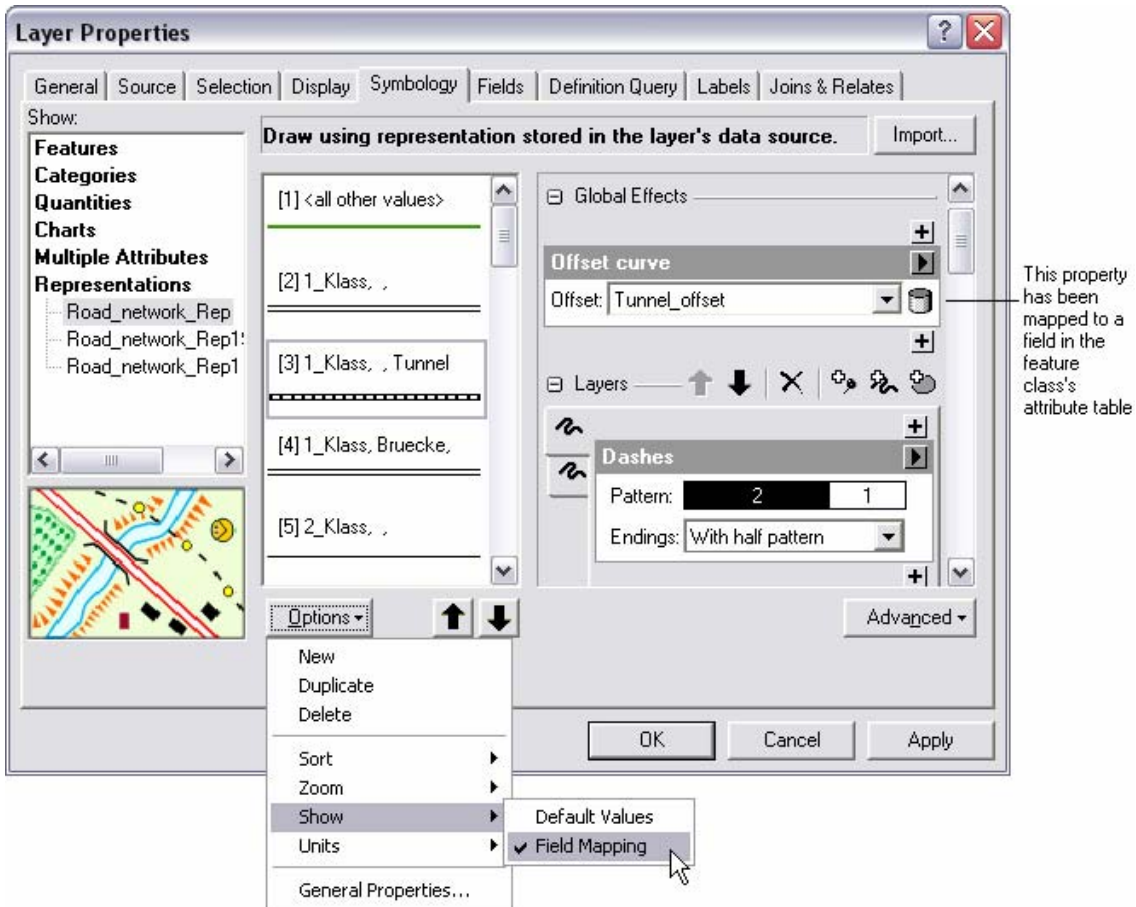 Layer Properties
General Source Selection Display Symbology Fields Definition Query Labels Joins & Relates
Show:
Features
Categories
Quantities
Charts
Multiple Attributes
Representations
Road_network_Rep
Road_network_Rep1
Road_network_Rep1
Draw using representation stored in the layer's data source.
Import...
[1] <all other values>
[2] 1_Klass, ,
[3] 1_Klass, , Tunnel
[4] 1_Klass, Bruecke,
[5] 2_Klass, ,
Global Effects
Offset curve
Offset: Tunnel_offset
Layers
Dashes
Pattern: 2 1
Endings: With half pattern
This property
has been
mapped to a
field in the
feature
class's
attribute table
Options
Advanced
New
Duplicate
Delete
Sort
Zoom
Show
Units
General Properties...
Default Values
Field Mapping
OK Cancel Apply